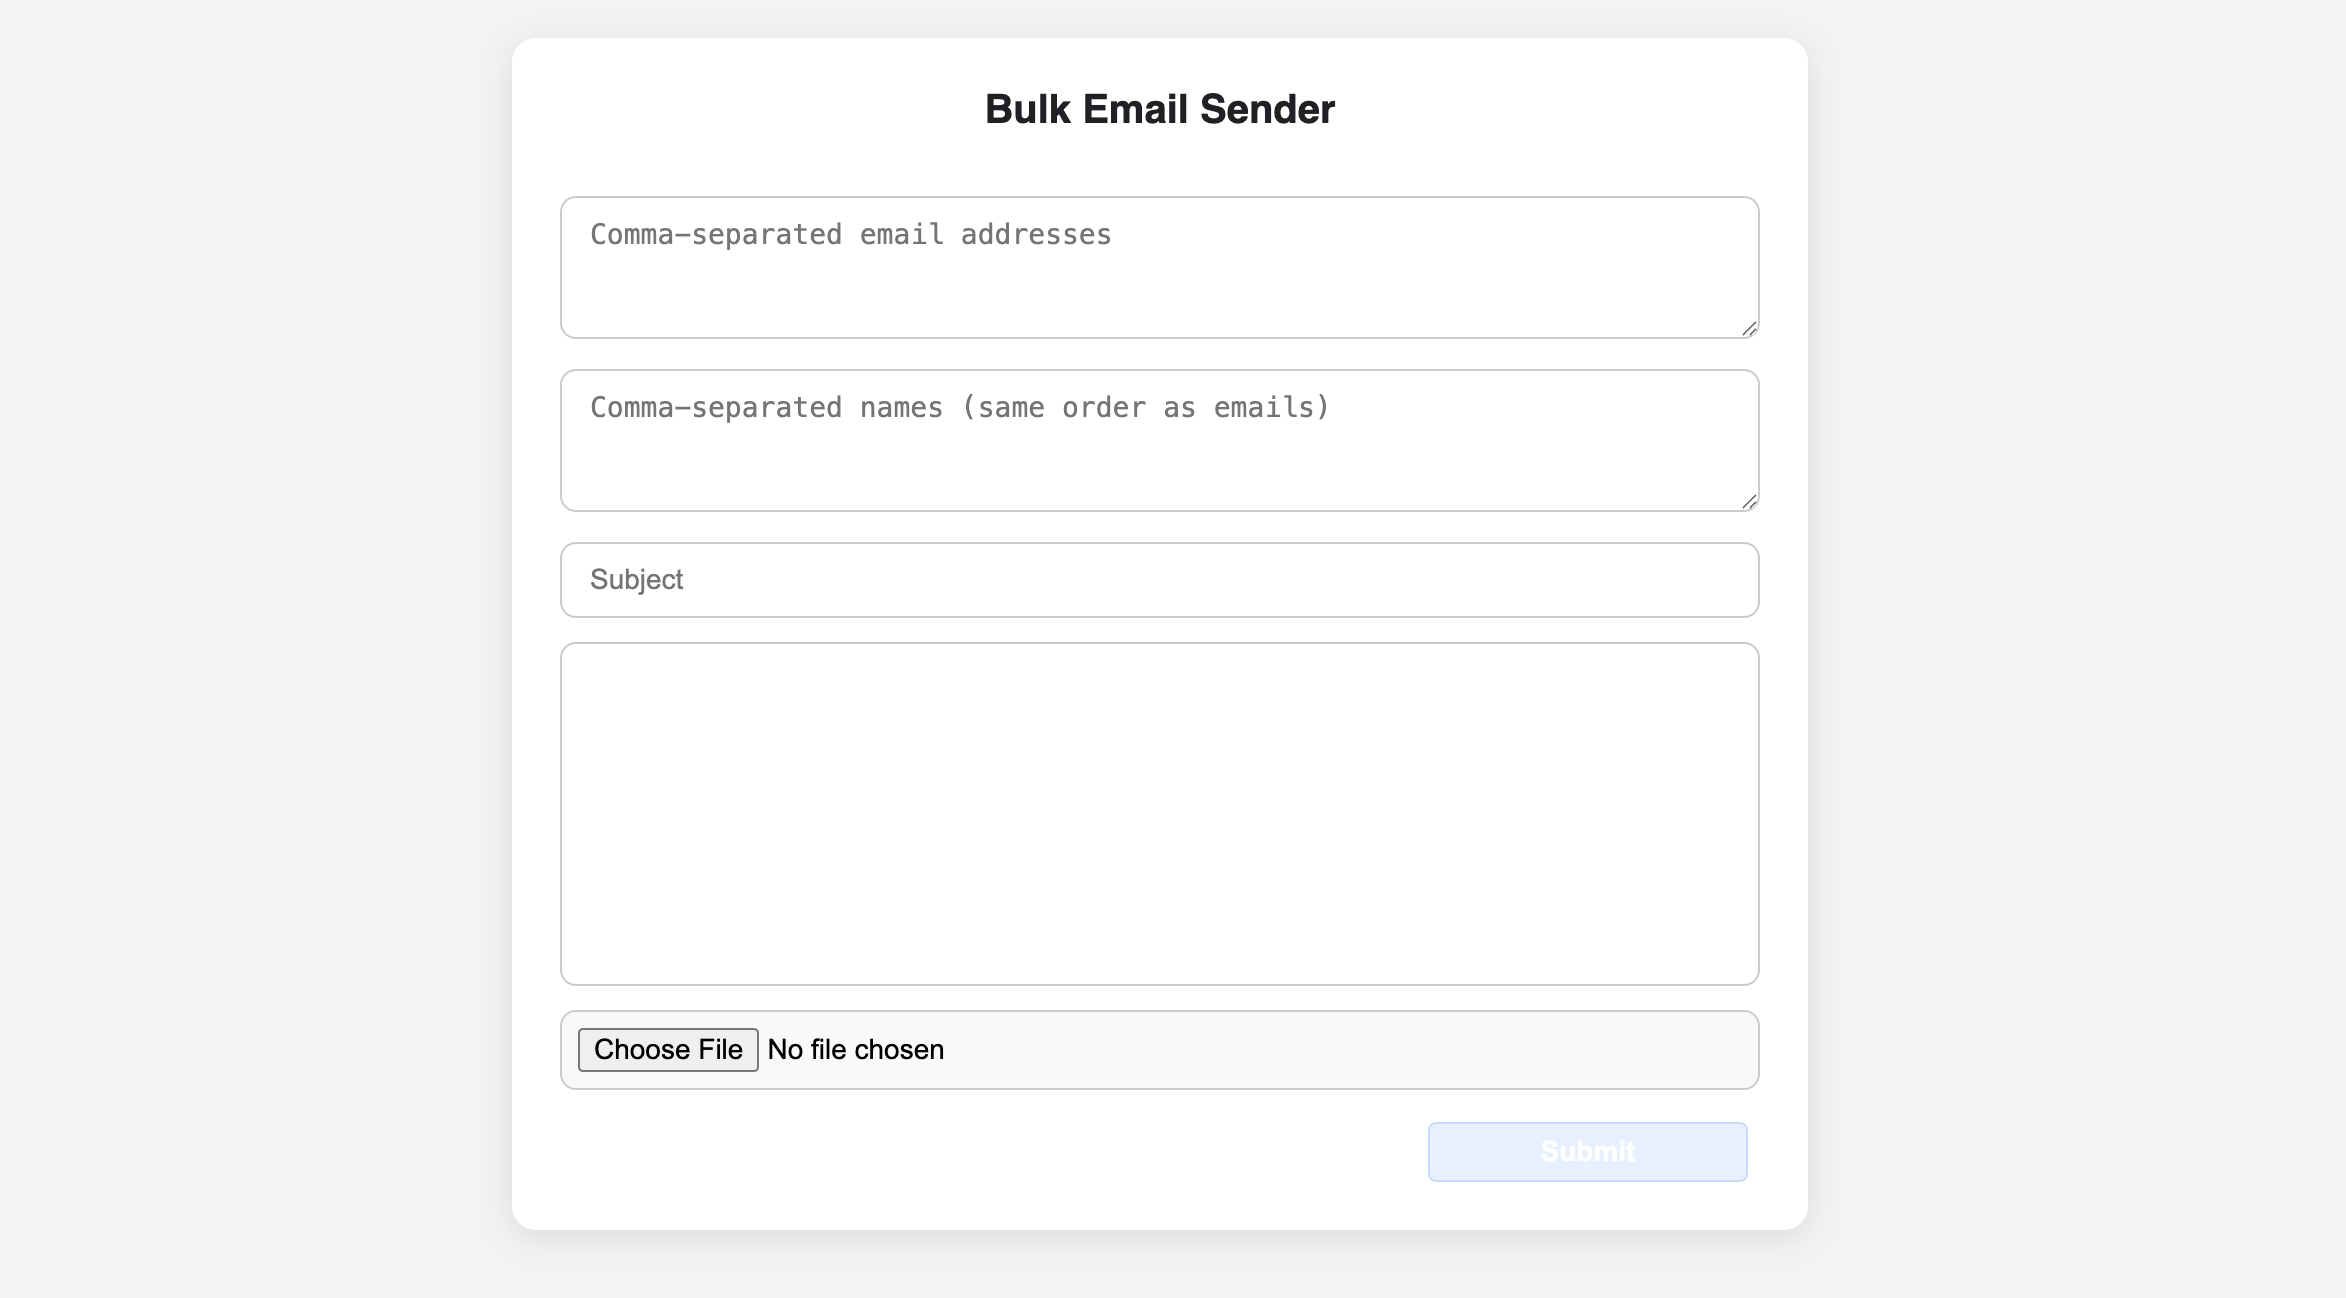 Bulk Email Sender
Comma-separated email addresses
Comma-separated names (same order as emails)
Subject
Choose File No file chosen
Submit